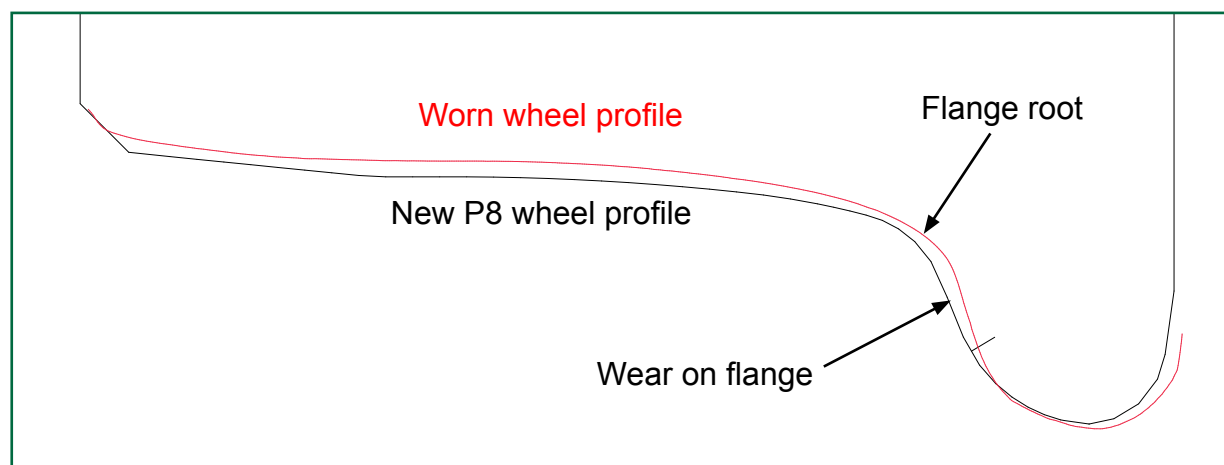 Flange root
Worn wheel profile
New P8 wheel profile
Wear on flange